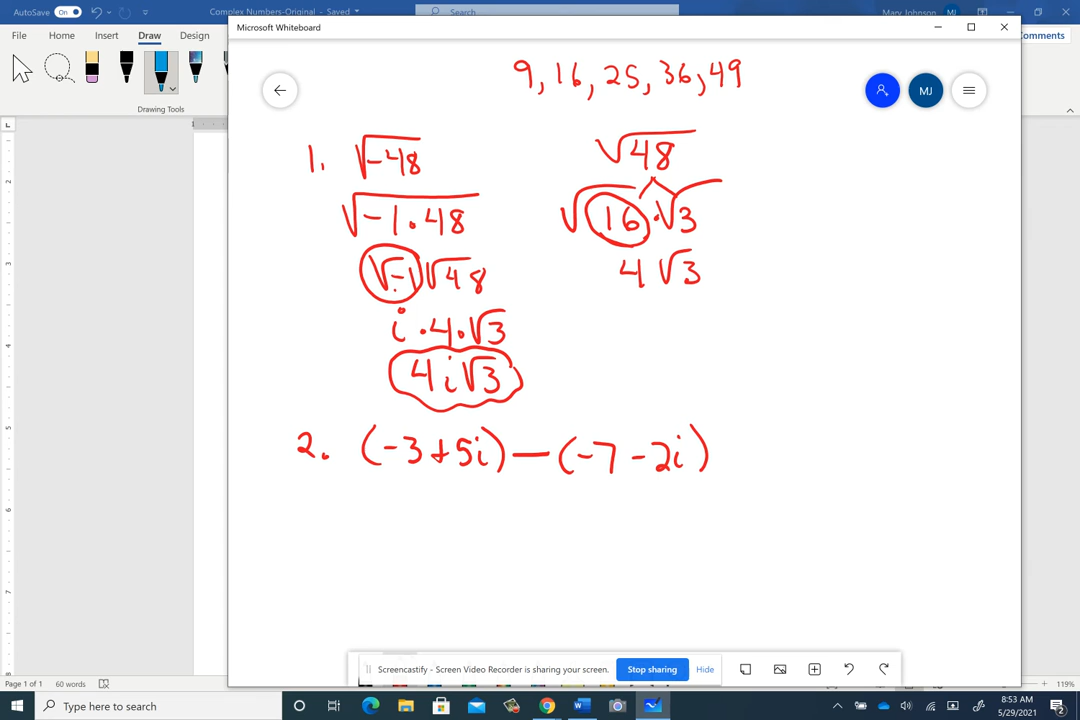 AutoSave On Complex Numbers-Original - Saved Search Mary Johnson MJ
File Home Insert Draw Design Comments
Microsoft Whiteboard
Drawing Tools
MJ
9, 16, 25, 36, 49
1. √-48
√48
√-1 · 48
√16 · √3
√-1 √48
4 √3
i · 4 · √3
4 i √3
2. (-3 + 5i) — (-7 - 2i)
Screencastify - Screen Video Recorder is sharing your screen. Stop sharing Hide
Page 1 of 1 60 words 119%
Type here to search
8:53 AM
5/29/2021